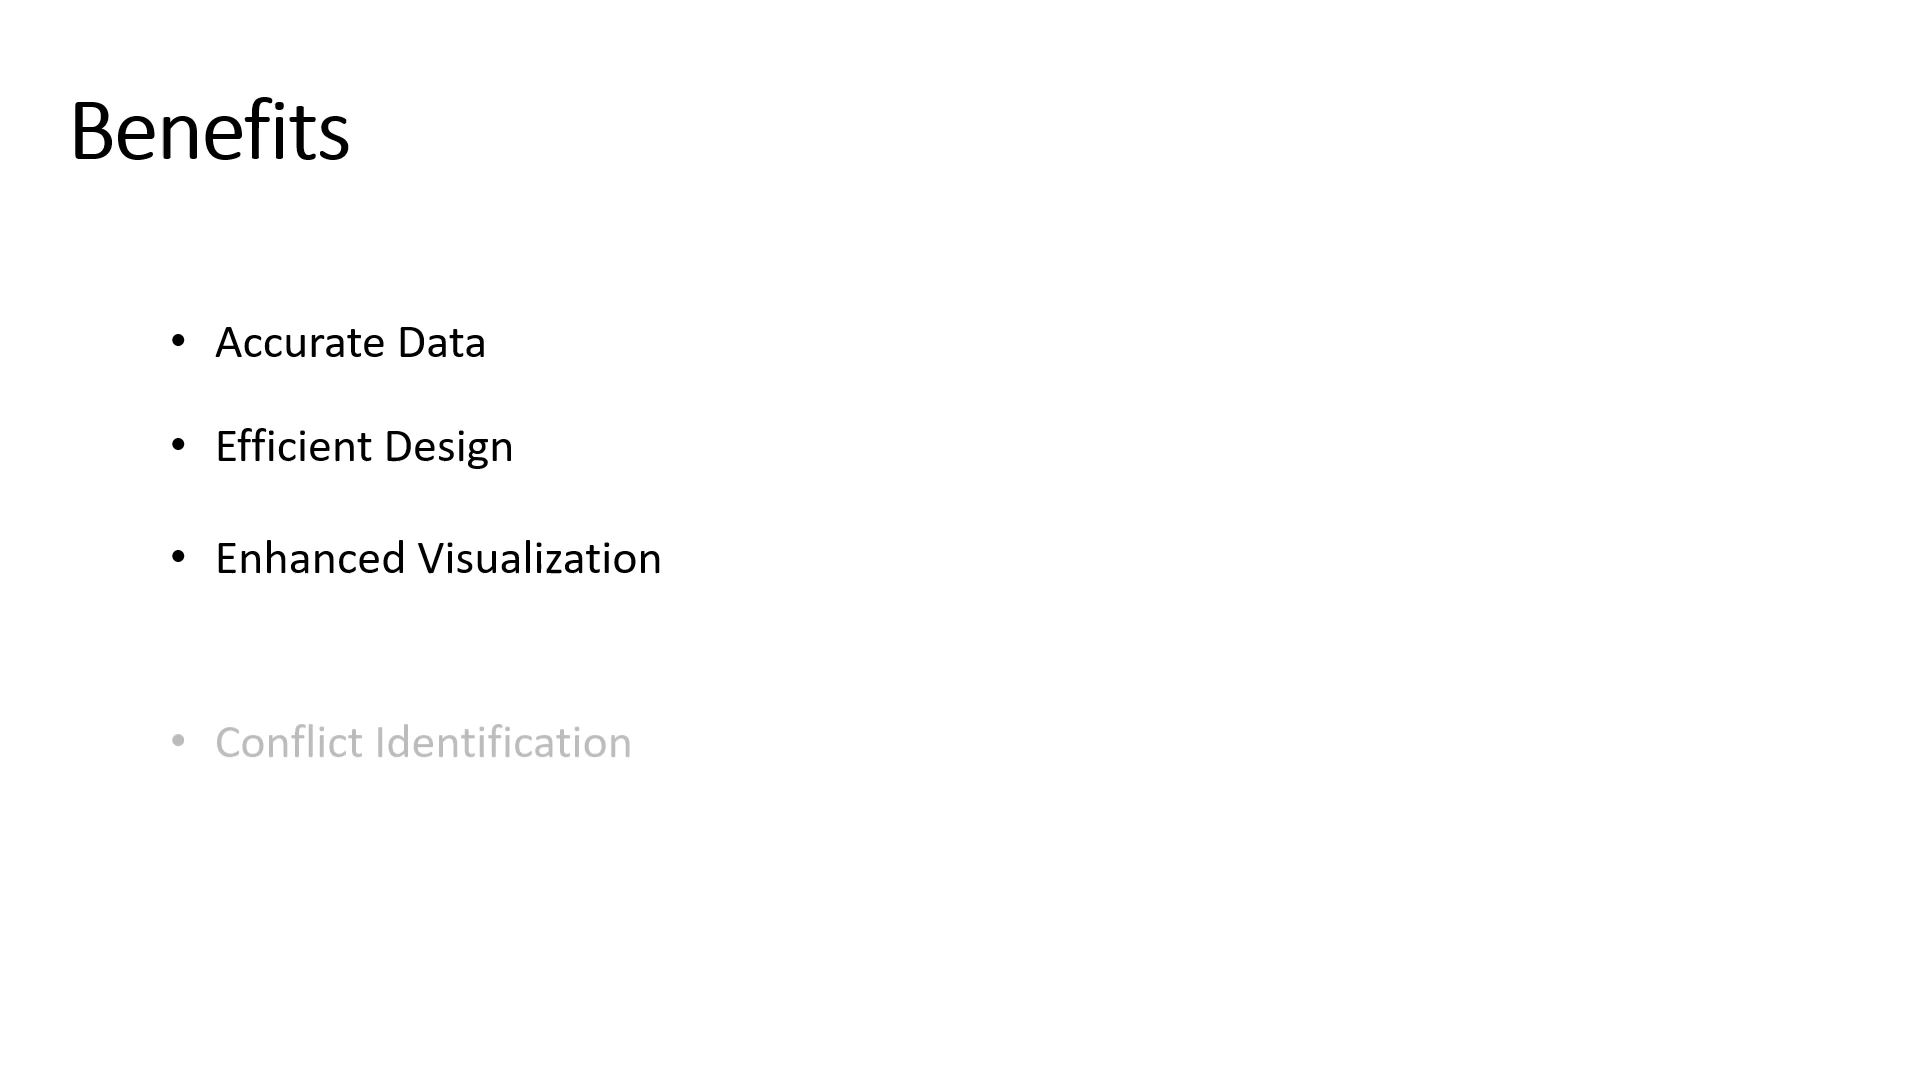 Benefits
• Accurate Data
• Efficient Design
• Enhanced Visualization
• Conflict Identification